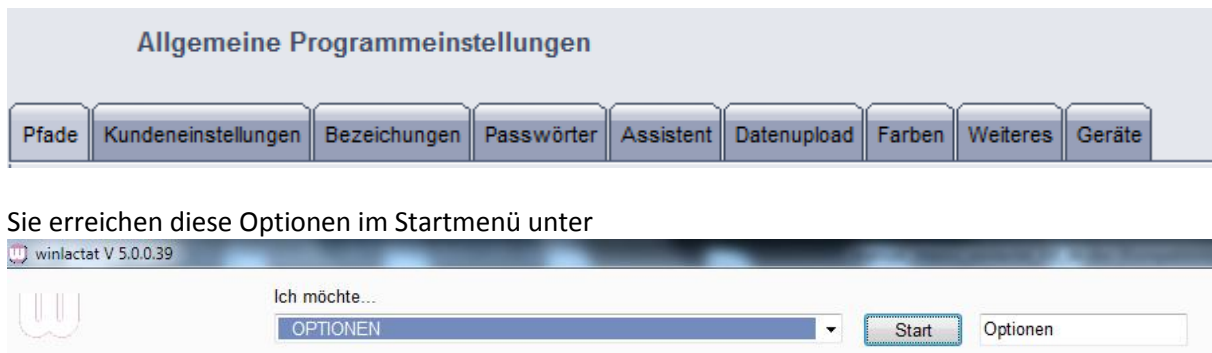 Allgemeine Programmeinstellungen
Pfade Kundeneinstellungen Bezeichungen Passwörter Assistent Datenupload Farben Weiteres Geräte
Sie erreichen diese Optionen im Startmenü unter
winlactat V 5.0.0.39
Ich möchte...
OPTIONEN Start Optionen